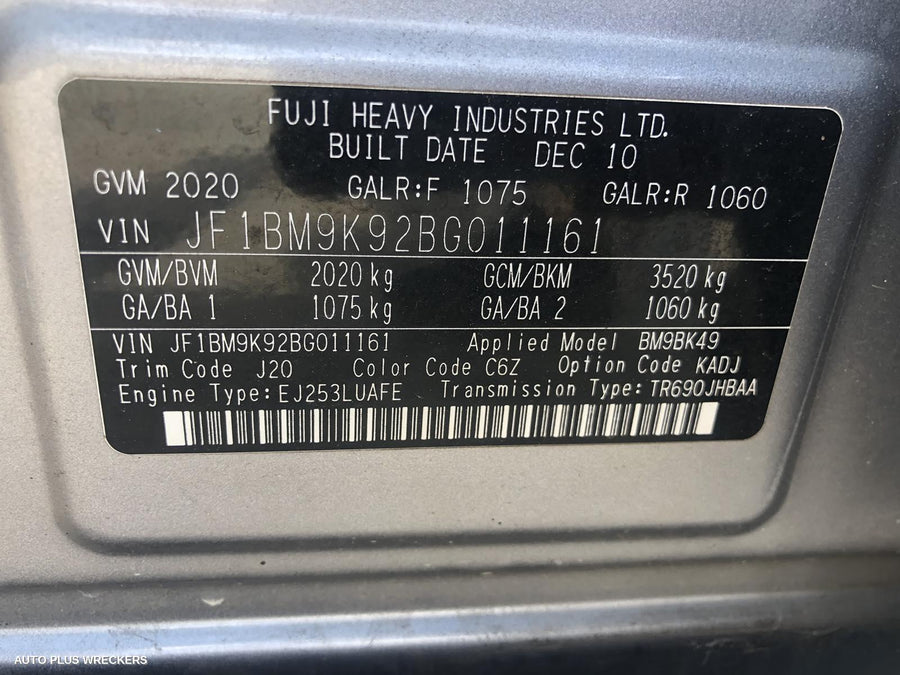 FUJI HEAVY INDUSTRIES LTD.
BUILT DATE DEC 10
GVM 2020 GALR:F 1075 GALR:R 1060
VIN JF1BM9K92BG011161
GVM/BVM 2020 kg GCM/BKM 3520 kg
GA/BA 1 1075 kg GA/BA 2 1060 kg
VIN JF1BM9K92BG011161 Applied Model BM9BK49
Trim Code J20 Color Code C6Z Option Code KADJ
Engine Type: EJ253LUAFE Transmission Type: TR690JHBAA
AUTO PLUS WRECKERS